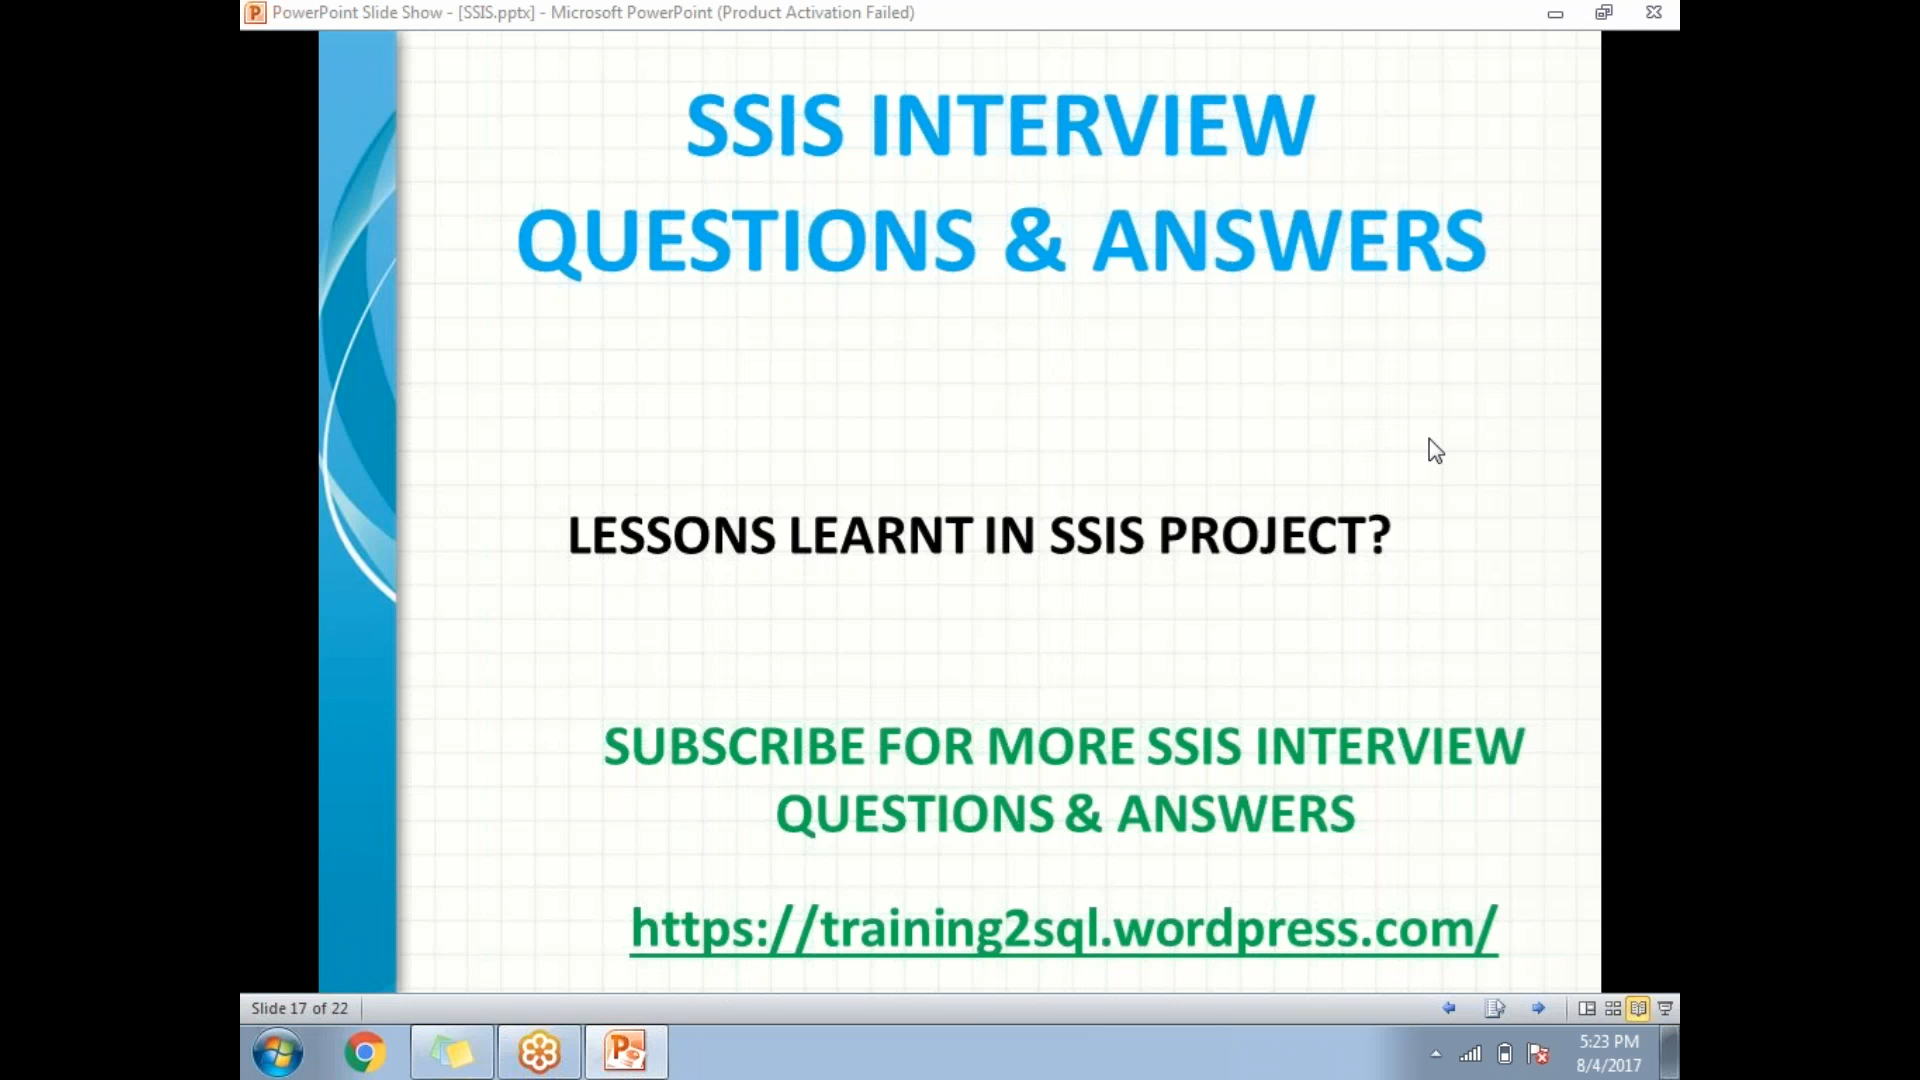 PowerPoint Slide Show - [SSIS.pptx] - Microsoft PowerPoint (Product Activation Failed)
SSIS INTERVIEW
QUESTIONS & ANSWERS
LESSONS LEARNT IN SSIS PROJECT?
SUBSCRIBE FOR MORE SSIS INTERVIEW
QUESTIONS & ANSWERS
https://training2sql.wordpress.com/
Slide 17 of 22
5:23 PM
8/4/2017